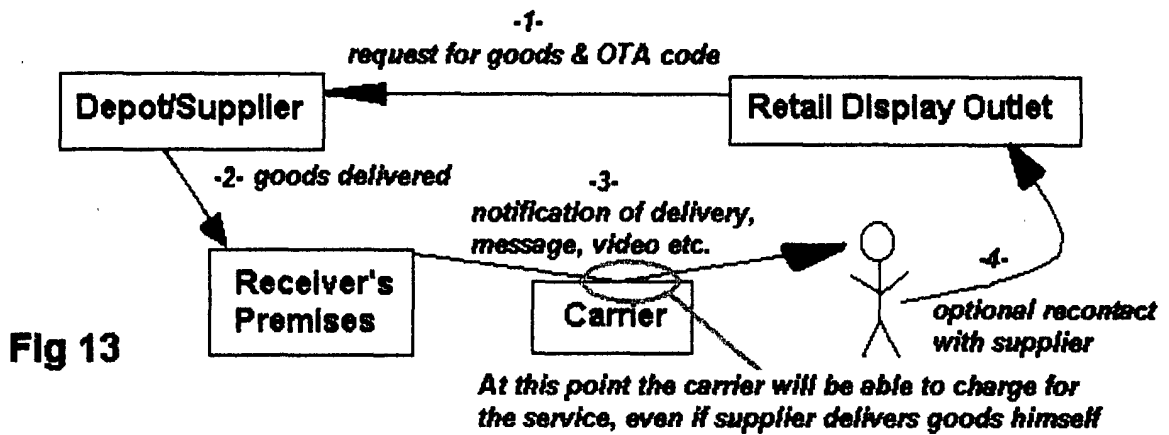 -1-
request for goods & OTA code
Depot/Supplier
Retail Display Outlet
-2- goods delivered
-3-
notification of delivery,
message, video etc.
Receiver's
Premises
Carrier
-4-
optional recontact
with supplier
Fig 13
At this point the carrier will be able to charge for
the service, even if supplier delivers goods himself